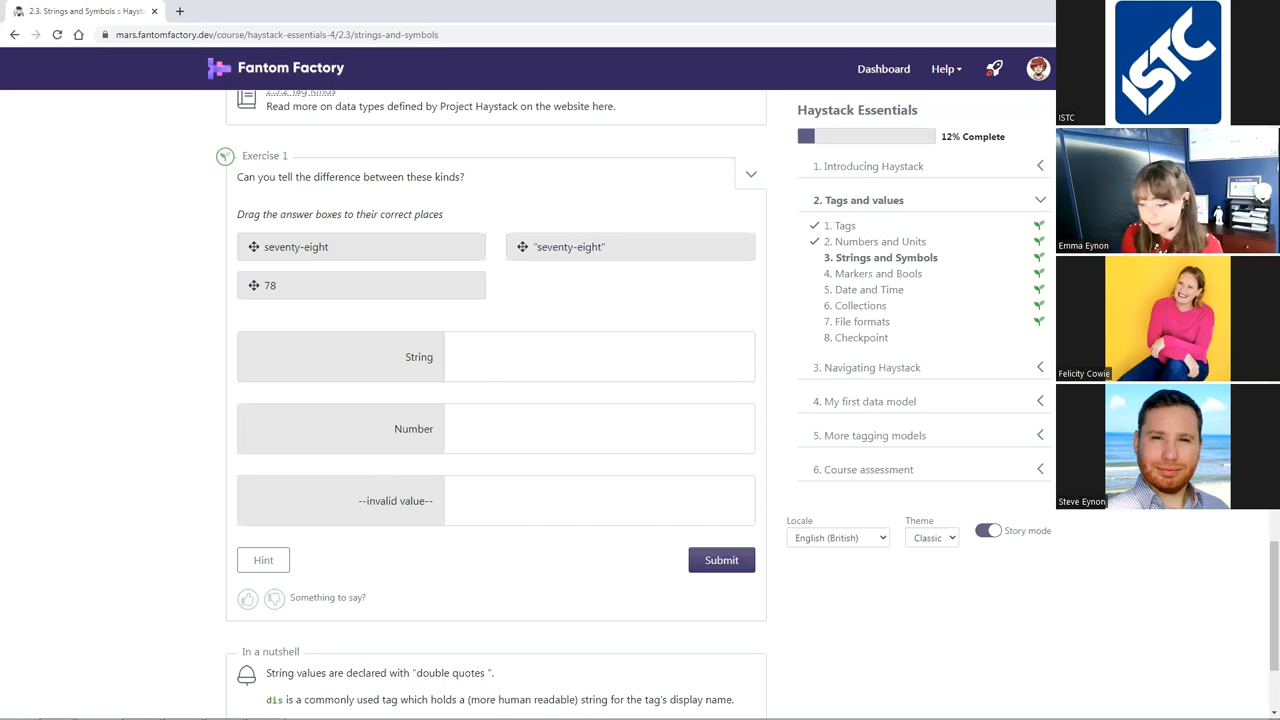 2.3. Strings and Symbols :: Hayst
mars.fantomfactory.dev/course/haystack-essentials-4/2.3/strings-and-symbols
Fantom Factory
Dashboard
Help
2.3.2 Tag Kinds
Read more on data types defined by Project Haystack on the website here.
Exercise 1
Can you tell the difference between these kinds?
Drag the answer boxes to their correct places
seventy-eight
"seventy-eight"
78
String
Number
--invalid value--
Hint
Submit
Something to say?
In a nutshell
String values are declared with "double quotes ".
dis is a commonly used tag which holds a (more human readable) string for the tag's display name.
Haystack Essentials
12% Complete
1. Introducing Haystack
2. Tags and values
1. Tags
2. Numbers and Units
3. Strings and Symbols
4. Markers and Bools
5. Date and Time
6. Collections
7. File formats
8. Checkpoint
3. Navigating Haystack
4. My first data model
5. More tagging models
6. Course assessment
Locale
Theme
English (British)
Classic
Story mode
ISTC
ISTC
Emma Eynon
Felicity Cowie
Steve Eynon